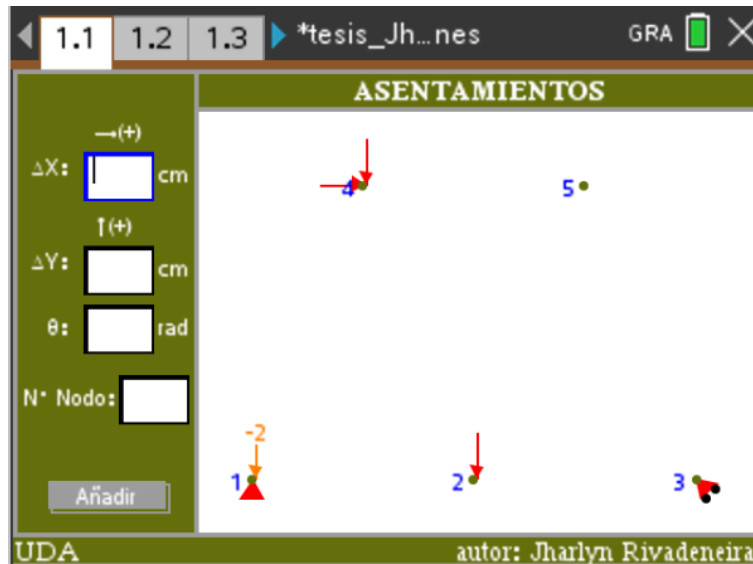 1.1 1.2 1.3 *tesis_Jh...nes GRA
ASENTAMIENTOS
→(+)
ΔX: cm
↑(+)
ΔY: cm
θ: rad
N° Nodo:
Añadir
4 5
-2
1 2 3
UDA autor: Jharlyn Rivadeneira